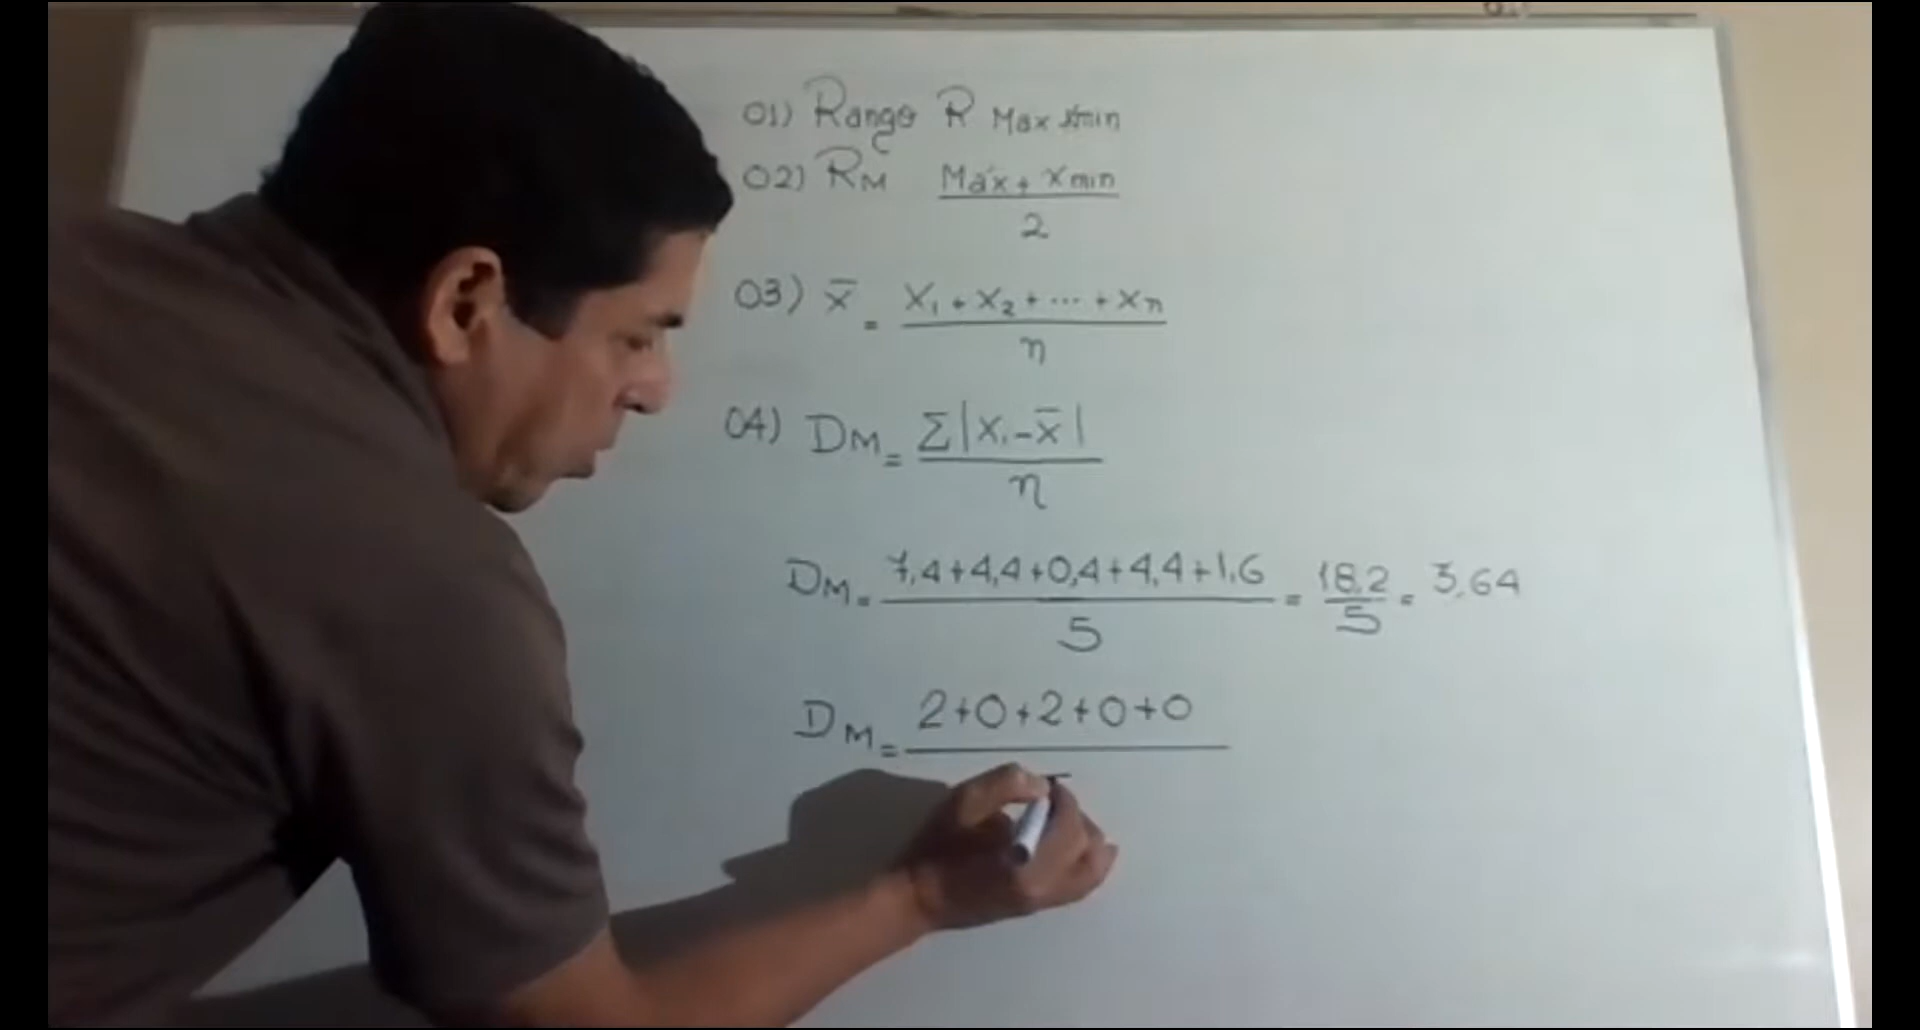 01) Rango R Max xmin
02) RM Máx + xmin / 2
03) x̄ = x₁ + x₂ + ... + xn / n
04) DM = Σ|xᵢ - x̄| / n
DM = 7,4+4,4+0,4+4,4+1,6 / 5 = 18,2 / 5 = 3,64
DM = 2+0+2+0+0